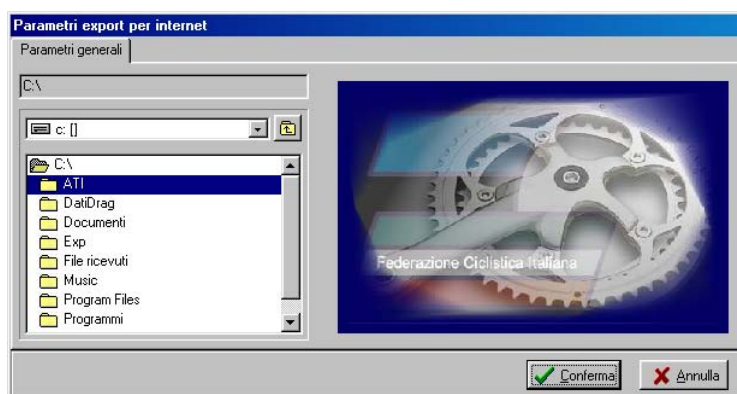 Parametri export per internet
Parametri generali
C:\
c: []
C:\
ATI
DatiDrag
Documenti
Exp
File ricevuti
Music
Program Files
Programmi
Federazione Ciclistica Italiana
Conferma
Annulla